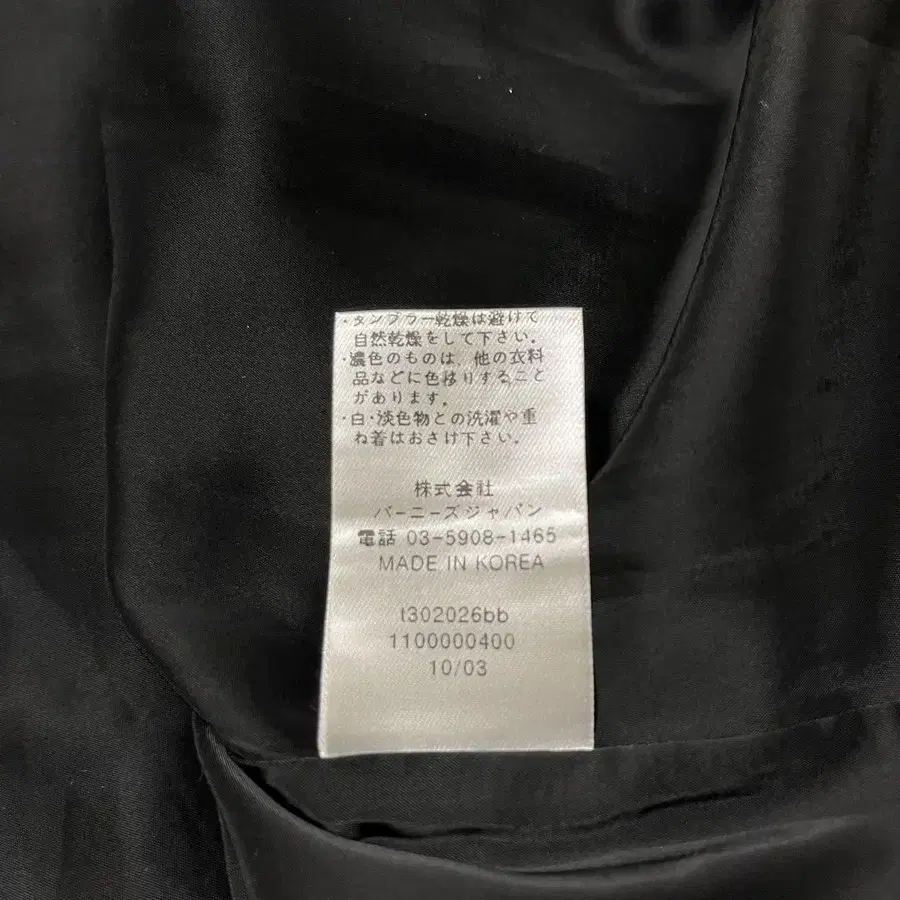 ・タンブラー乾燥は避けて
自然乾燥をして下さい。
・濃色のものは、他の衣料
品などに色移りすること
があります。
・白・淡色物との洗濯や重
ね着はおさけ下さい。
株式会社
バーニーズジャパン
電話 03-5908-1465
MADE IN KOREA
t302026bb
1100000400
10/03